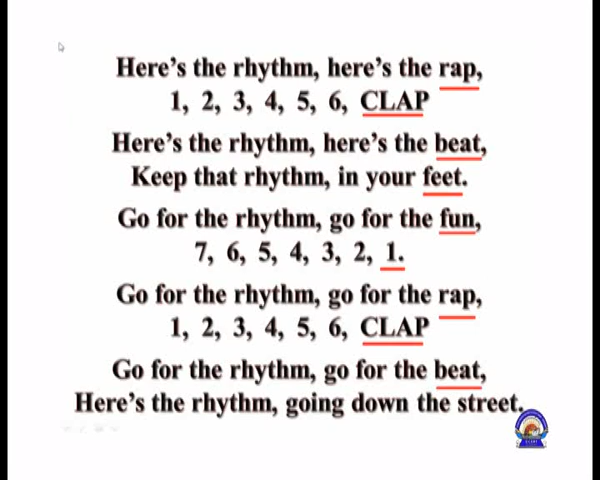 Here's the rhythm, here's the rap,
1, 2, 3, 4, 5, 6, CLAP
Here's the rhythm, here's the beat,
Keep that rhythm, in your feet.
Go for the rhythm, go for the fun,
7, 6, 5, 4, 3, 2, 1.
Go for the rhythm, go for the rap,
1, 2, 3, 4, 5, 6, CLAP
Go for the rhythm, go for the beat,
Here's the rhythm, going down the street.